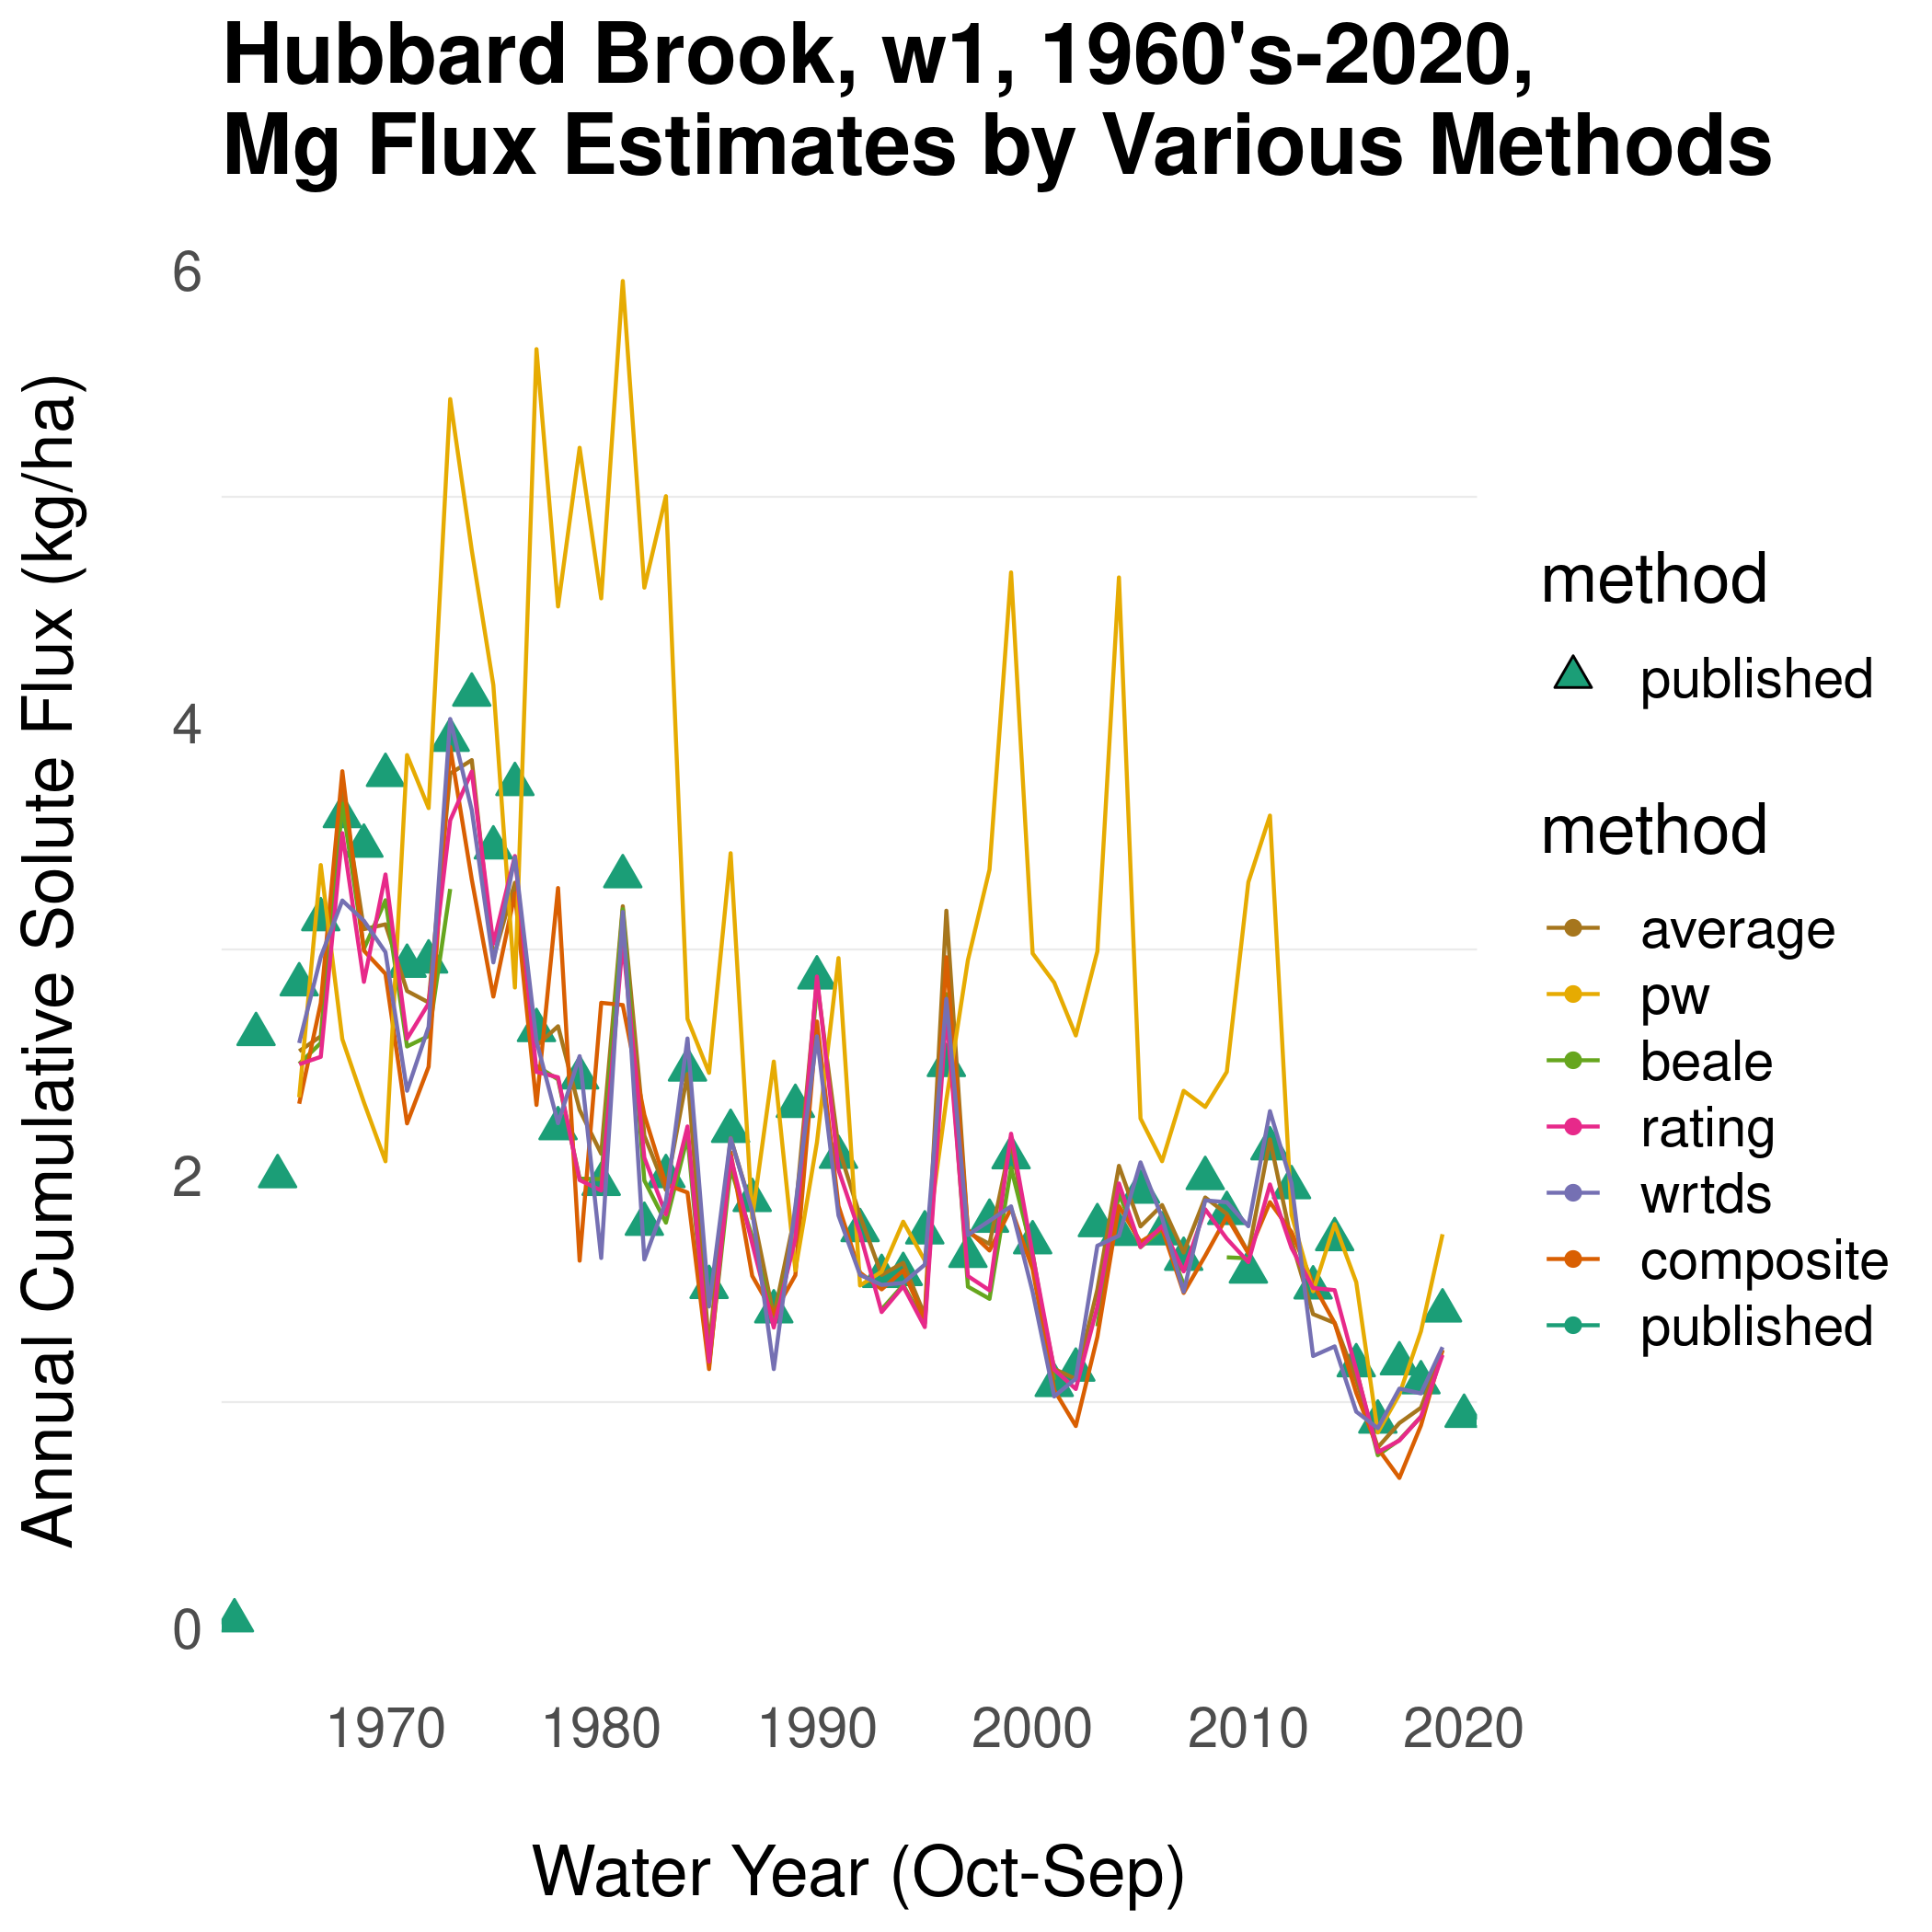 Hubbard Brook, w1, 1960's-2020,
Mg Flux Estimates by Various Methods
Annual Cumulative Solute Flux (kg/ha)
6
4
2
0
1970 1980 1990 2000 2010 2020
Water Year (Oct-Sep)
method
published
method
average
pw
beale
rating
wrtds
composite
published